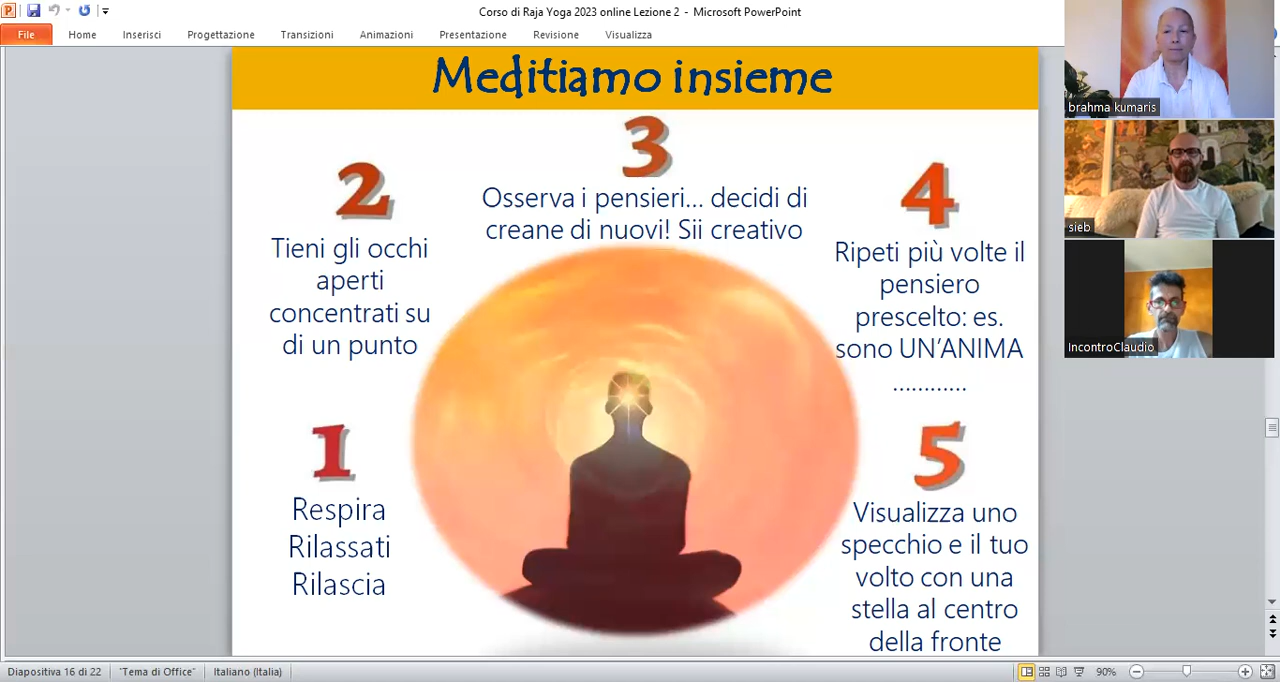 Corso di Raja Yoga 2023 online Lezione 2 - Microsoft PowerPoint
File Home Inserisci Progettazione Transizioni Animazioni Presentazione Revisione Visualizza
Meditiamo insieme
1
Respira
Rilassati
Rilascia
2
Tieni gli occhi
aperti
concentrati su
di un punto
3
Osserva i pensieri... decidi di
creane di nuovi! Sii creativo
4
Ripeti più volte il
pensiero
prescelto: es.
sono UN'ANIMA
............
5
Visualizza uno
specchio e il tuo
volto con una
stella al centro
della fronte
brahma kumaris
sieb
IncontroClaudio
Diapositiva 16 di 22 "Tema di Office" Italiano (Italia) 90%